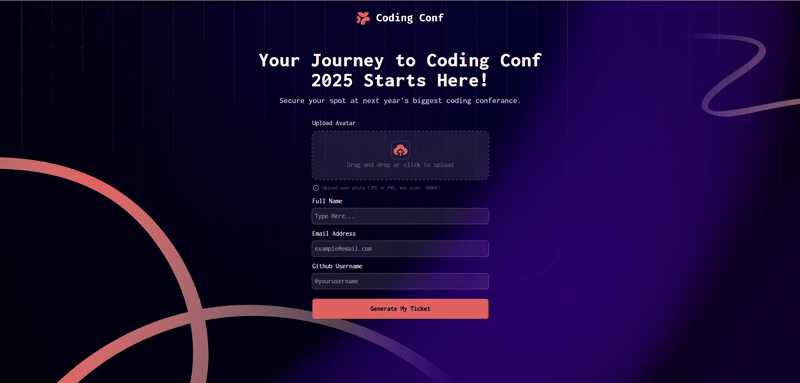 Coding Conf
Your Journey to Coding Conf
2025 Starts Here!
Secure your spot at next year's biggest coding conferance.
Upload Avatar
Drag and drop or click to upload
Upload your photo (JPG or PNG, max size: 500KB).
Full Name
Type Here...
Email Address
example@email.com
Github Username
@yourusername
Generate My Ticket